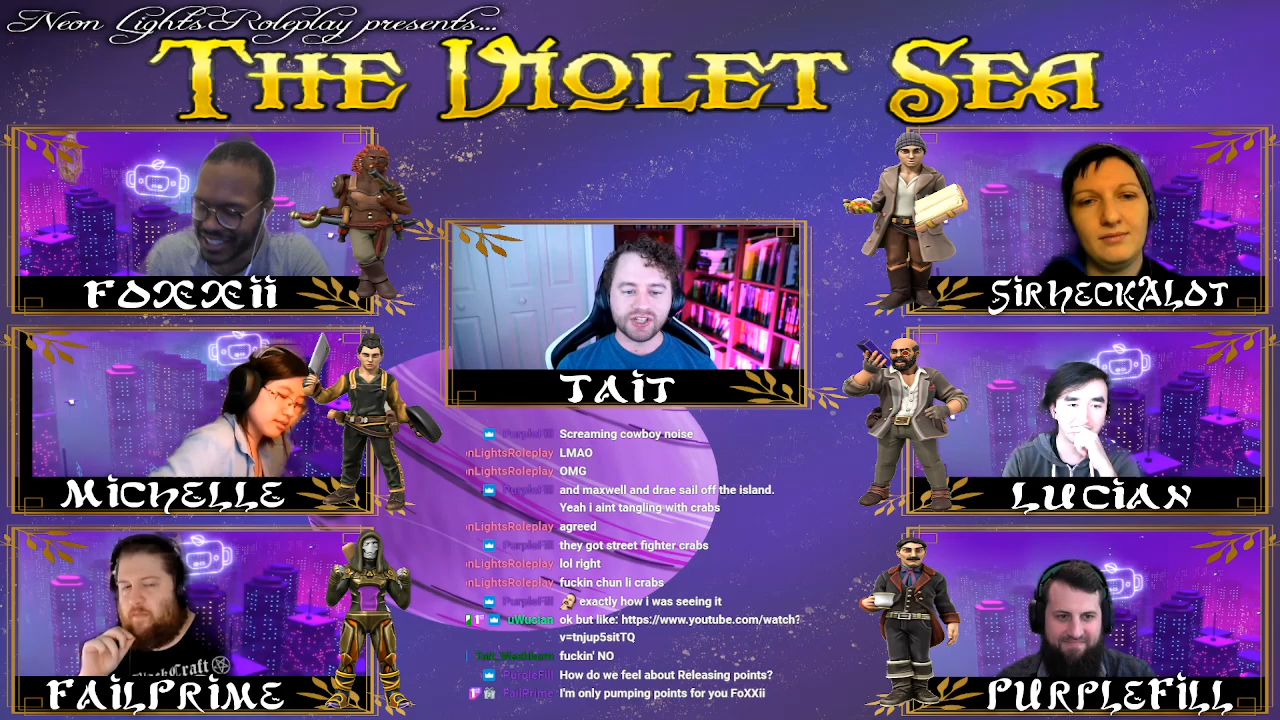 Neon Lights Roleplay presents...
The Violet Sea
FOXXii
SirHeckAlot
Tait
Michelle
Lucian
FailPrime
PurpleFill
PurpleFill Screaming cowboy noise
nLightsRoleplay LMAO
nLightsRoleplay OMG
PurpleFill and maxwell and drae sail off the island.
Yeah i aint tangling with crabs
nLightsRoleplay agreed
PurpleFill they got street fighter crabs
nLightsRoleplay lol right
nLightsRoleplay fuckin chun li crabs
PurpleFill exactly how i was seeing it
uWucian ok but like: https://www.youtube.com/watch?
v=tnjup5sitTQ
fuckin' NO
PurpleFill How do we feel about Releasing points?
FailPrime I'm only pumping points for you FoXXii